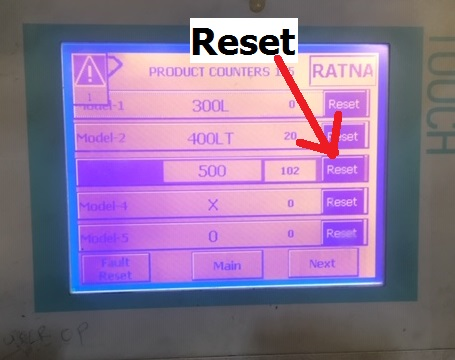 Reset
PRODUCT COUNTERS
RATNA
Model-1 300L 0 Reset
Model-2 400LT 20 Reset
500 102 Reset
Model-4 X 0 Reset
Model-5 0 0 Reset
Fault Reset Main Next
TOUCH